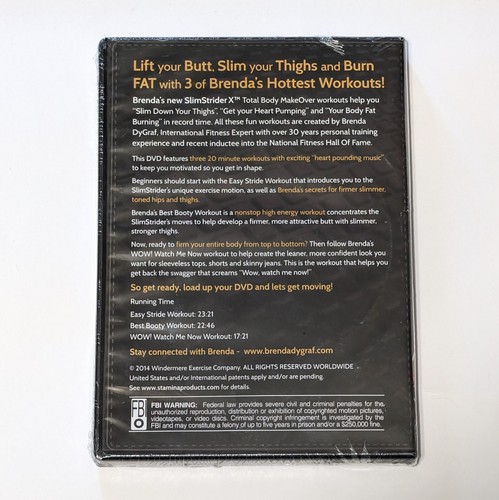 Lift your Butt, Slim your Thighs and Burn
FAT with 3 of Brenda's Hottest Workouts!
Brenda's new SlimStrider X™ Total Body MakeOver workouts help you
"Slim Down Your Thighs", "Get your Heart Pumping" and "Your Body Fat
Burning" in record time. All these fun workouts are created by Brenda
DyGraf, International Fitness Expert with over 30 years personal training
experience and recent inductee into the National Fitness Hall Of Fame.
This DVD features three 20 minute workouts with exciting "heart pounding music"
to keep you motivated so you get in shape.
Beginners should start with the Easy Stride Workout that introduces you to the
SlimStrider's unique exercise motion, as well as Brenda's secrets for firmer slimmer,
toned hips and thighs.
Brenda's Best Booty Workout is a nonstop high energy workout concentrates the
SlimStrider's moves to help develop a firmer, more attractive butt with slimmer,
stronger thighs.
Now, ready to firm your entire body from top to bottom? Then follow Brenda's
WOW! Watch Me Now workout to help create the leaner, more confident look you
want for sleeveless tops, shorts and skinny jeans. This is the workout that helps you
get back the swagger that screams "Wow, watch me now!"
So get ready, load up your DVD and lets get moving!
Running Time
Easy Stride Workout: 23:21
Best Booty Workout: 22:46
WOW! Watch Me Now Workout: 17:21
Stay connected with Brenda - www.brendadygraf.com
© 2014 Windermere Exercise Company. ALL RIGHTS RESERVED WORLDWIDE
United States and/or International patents apply and/or are pending.
See www.staminaproducts.com for details.
FBI WARNING: Federal law provides severe civil and criminal penalties for the
unauthorized reproduction, distribution or exhibition of copyrighted motion pictures,
videotapes, or video discs. Criminal copyright infringement is investigated by the
FBI and may constitute a felony of up to five years in prison and/or a $250,000 fine.